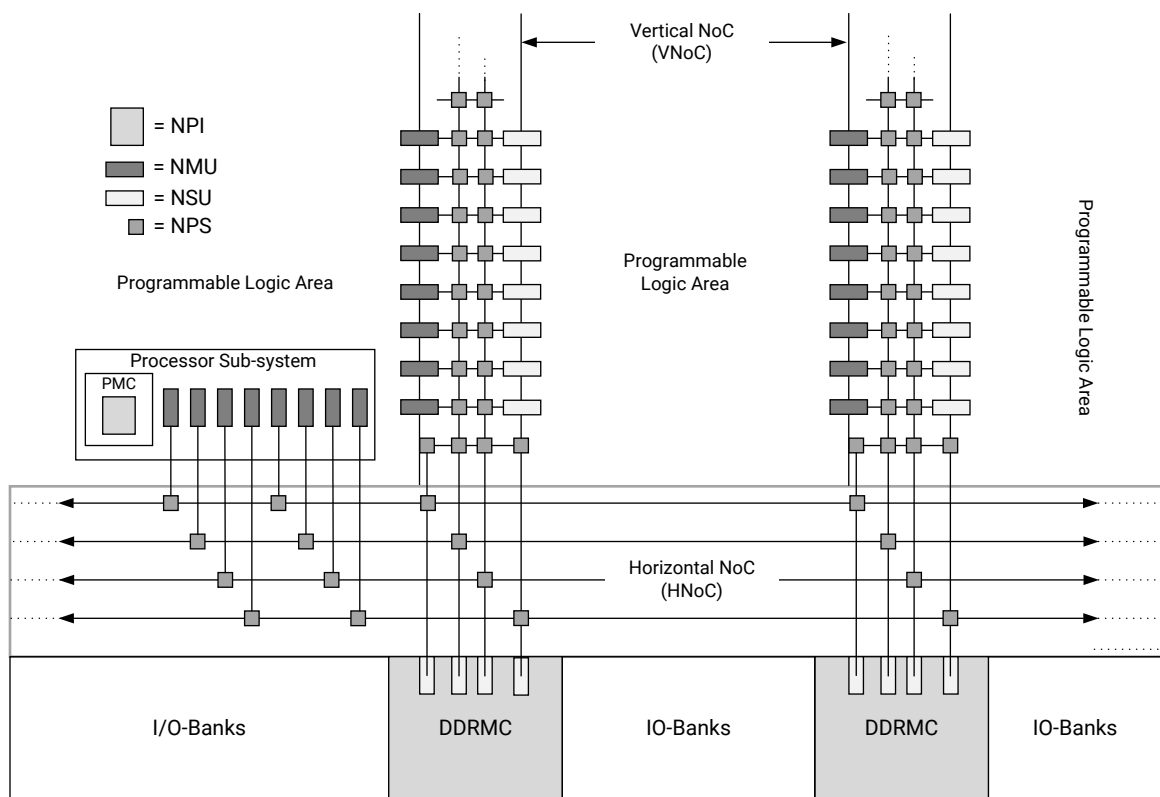 Vertical NoC
(VNoC)
= NPI
= NMU
= NSU
= NPS
Programmable Logic Area
Programmable
Logic Area
Programmable Logic Area
Processor Sub-system
PMC
Horizontal NoC
(HNoC)
I/O-Banks
DDRMC
IO-Banks
DDRMC
IO-Banks